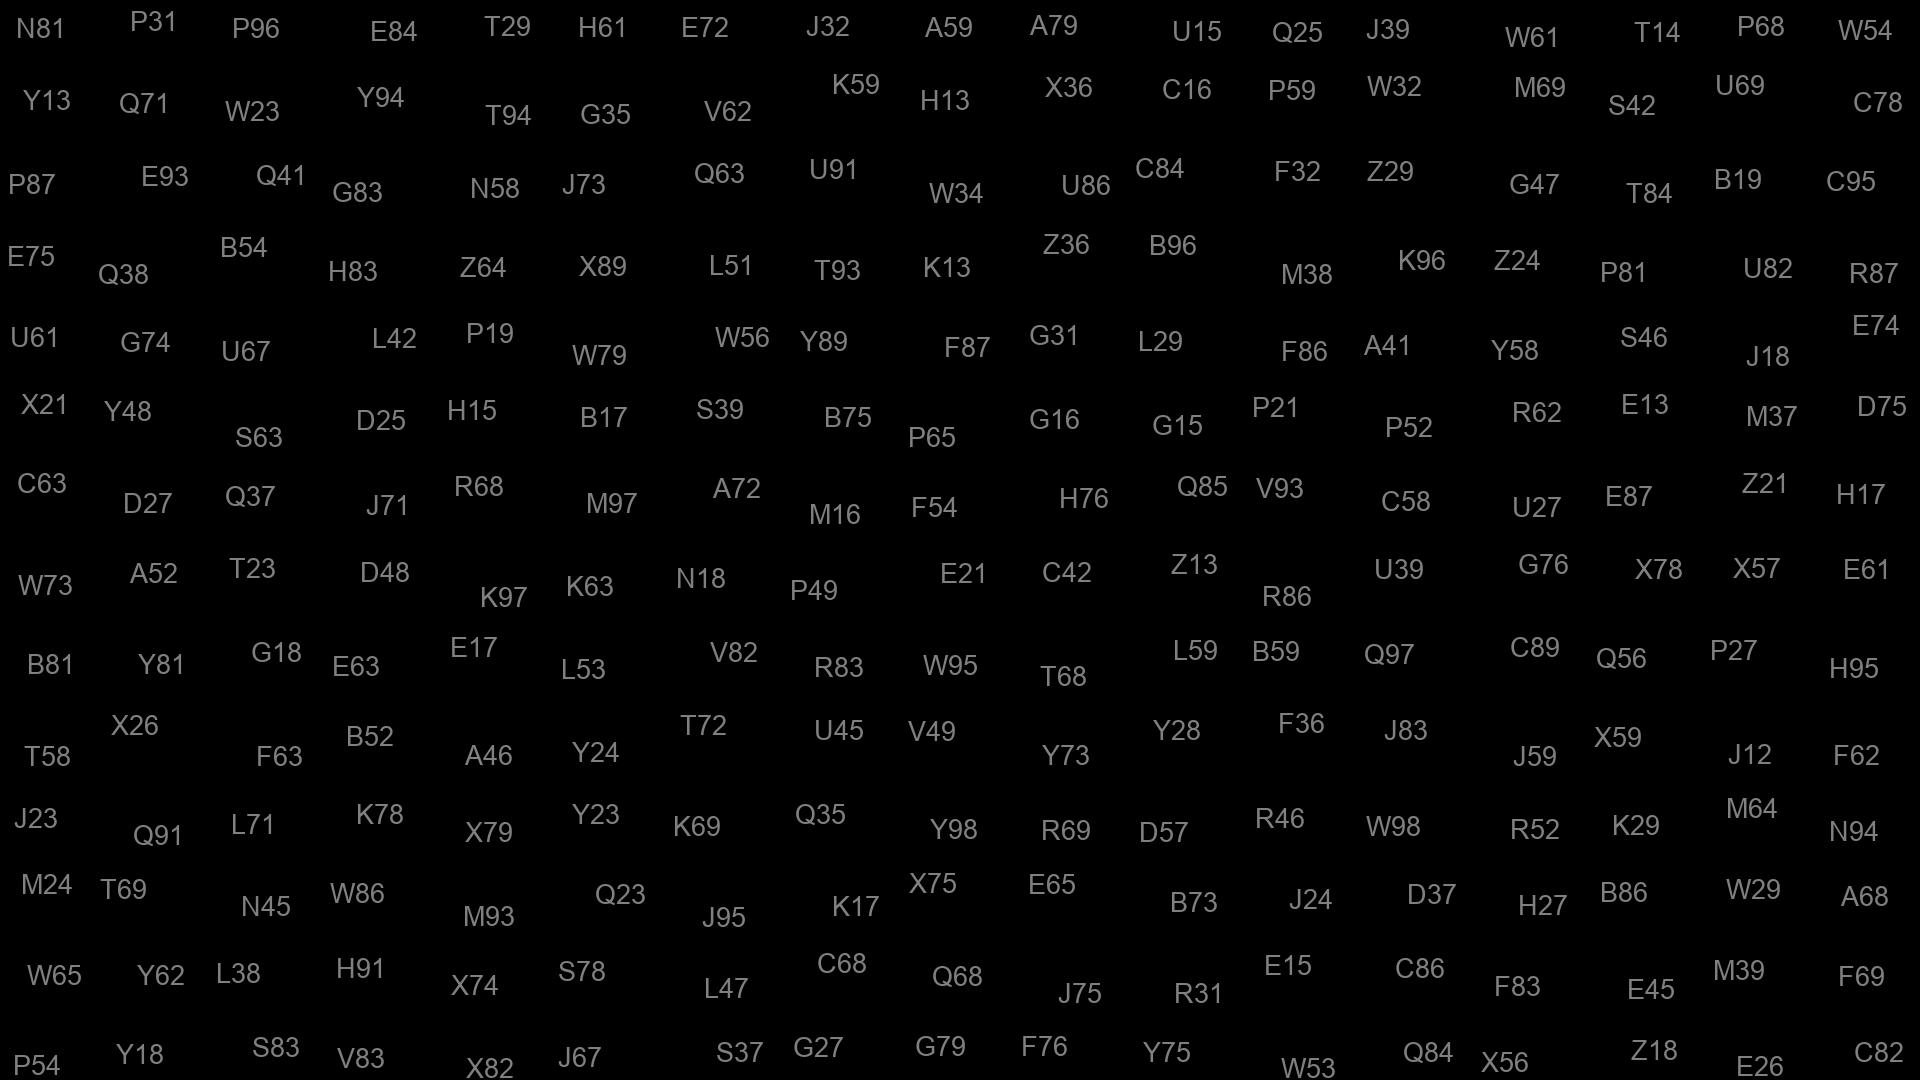 N81 P31 P96 E84 T29 H61 E72 J32 A59 A79 U15 Q25 J39 W61 T14 P68 W54
Y13 Q71 W23 Y94 T94 G35 V62 K59 H13 X36 C16 P59 W32 M69 S42 U69 C78
P87 E93 Q41 G83 N58 J73 Q63 U91 W34 U86 C84 F32 Z29 G47 T84 B19 C95
E75 Q38 B54 H83 Z64 X89 L51 T93 K13 Z36 B96 M38 K96 Z24 P81 U82 R87
U61 G74 U67 L42 P19 W79 W56 Y89 F87 G31 L29 F86 A41 Y58 S46 J18 E74
X21 Y48 S63 D25 H15 B17 S39 B75 P65 G16 G15 P21 P52 R62 E13 M37 D75
C63 D27 Q37 J71 R68 M97 A72 M16 F54 H76 Q85 V93 C58 U27 E87 Z21 H17
W73 A52 T23 D48 K97 K63 N18 P49 E21 C42 Z13 R86 U39 G76 X78 X57 E61
B81 Y81 G18 E63 E17 L53 V82 R83 W95 T68 L59 B59 Q97 C89 Q56 P27 H95
T58 X26 F63 B52 A46 Y24 T72 U45 V49 Y73 Y28 F36 J83 J59 X59 J12 F62
J23 Q91 L71 K78 X79 Y23 K69 Q35 Y98 R69 D57 R46 W98 R52 K29 M64 N94
M24 T69 N45 W86 M93 Q23 J95 K17 X75 E65 B73 J24 D37 H27 B86 W29 A68
W65 Y62 L38 H91 X74 S78 L47 C68 Q68 J75 R31 E15 C86 F83 E45 M39 F69
P54 Y18 S83 V83 X82 J67 S37 G27 G79 F76 Y75 W53 Q84 X56 Z18 E26 C82